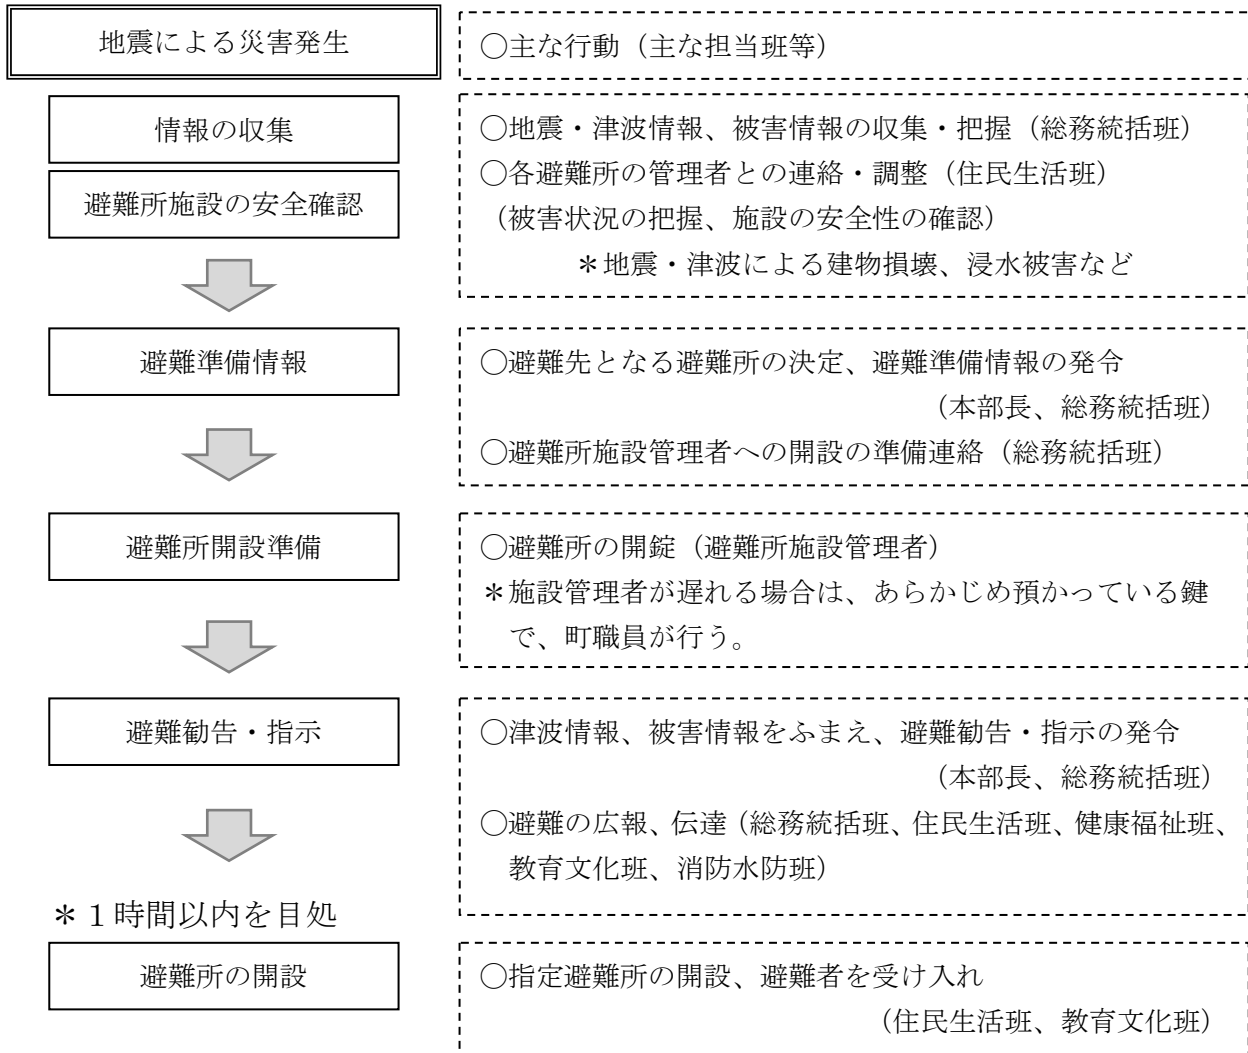 地震による災害発生
○主な行動（主な担当班等）
情報の収集
避難所施設の安全確認
○地震・津波情報、被害情報の収集・把握（総務統括班）
○各避難所の管理者との連絡・調整（住民生活班）
（被害状況の把握、施設の安全性の確認）
＊地震・津波による建物損壊、浸水被害など
避難準備情報
○避難先となる避難所の決定、避難準備情報の発令
（本部長、総務統括班）
○避難所施設管理者への開設の準備連絡（総務統括班）
避難所開設準備
○避難所の開錠（避難所施設管理者）
＊施設管理者が遅れる場合は、あらかじめ預かっている鍵
で、町職員が行う。
避難勧告・指示
○津波情報、被害情報をふまえ、避難勧告・指示の発令
（本部長、総務統括班）
○避難の広報、伝達（総務統括班、住民生活班、健康福祉班、
教育文化班、消防水防班）
＊１時間以内を目処
避難所の開設
○指定避難所の開設、避難者を受け入れ
（住民生活班、教育文化班）